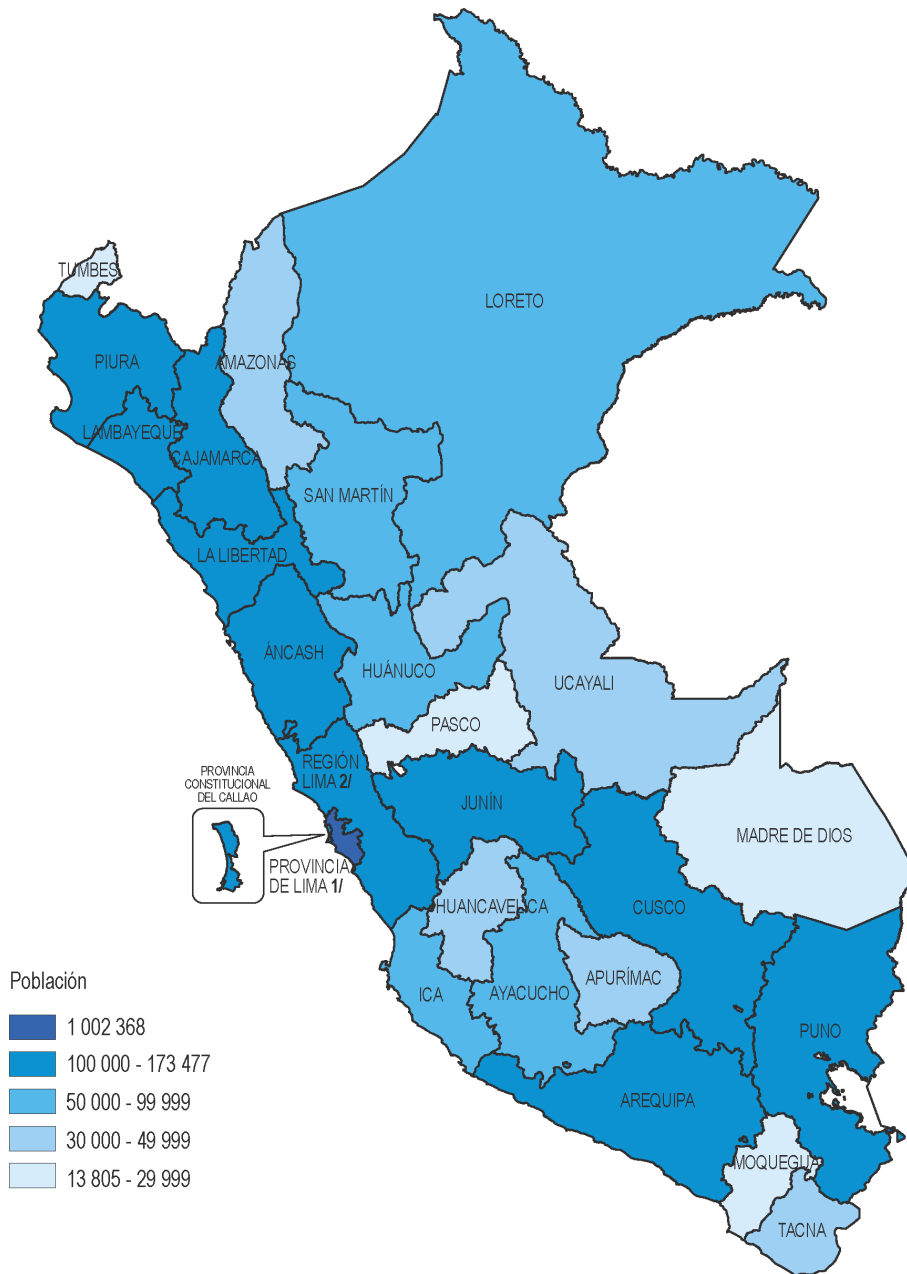 TUMBES
LORETO
PIURA
AMAZONAS
LAMBAYEQUE
CAJAMARCA
SAN MARTÍN
LA LIBERTAD
ÁNCASH
HUÁNUCO
UCAYALI
PASCO
REGIÓN
LIMA 2/
PROVINCIA
CONSTITUCIONAL
DEL CALLAO
JUNÍN
MADRE DE DIOS
PROVINCIA
DE LIMA 1/
HUANCAVELICA
CUSCO
APURÍMAC
ICA
AYACUCHO
PUNO
AREQUIPA
MOQUEGUA
TACNA
Población
1 002 368
100 000 - 173 477
50 000 - 99 999
30 000 - 49 999
13 805 - 29 999